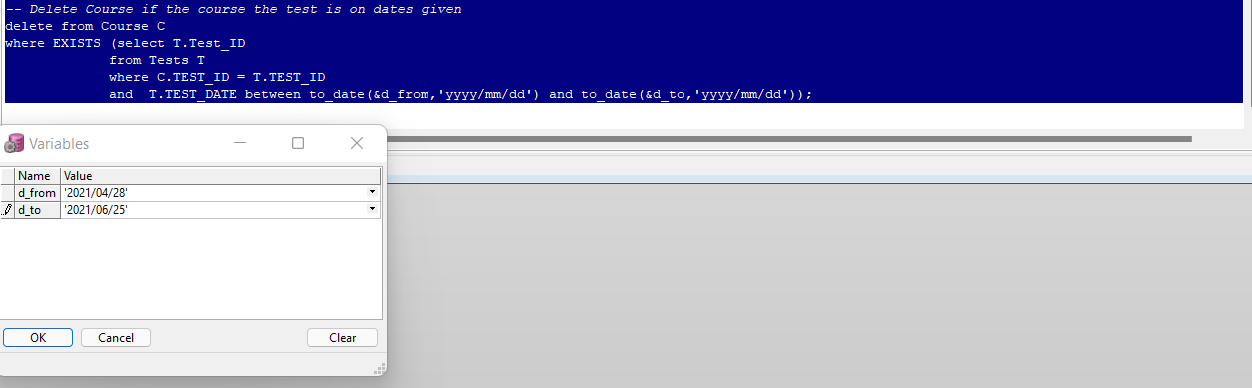 -- Delete Course if the course the test is on dates given
delete from Course C
where EXISTS (select T.Test_ID
from Tests T
where C.TEST_ID = T.TEST_ID
and  T.TEST_DATE between to_date(&d_from,'yyyy/mm/dd') and to_date(&d_to,'yyyy/mm/dd'));
Variables
Name Value
d_from '2021/04/28'
d_to '2021/06/25'
OK Cancel Clear